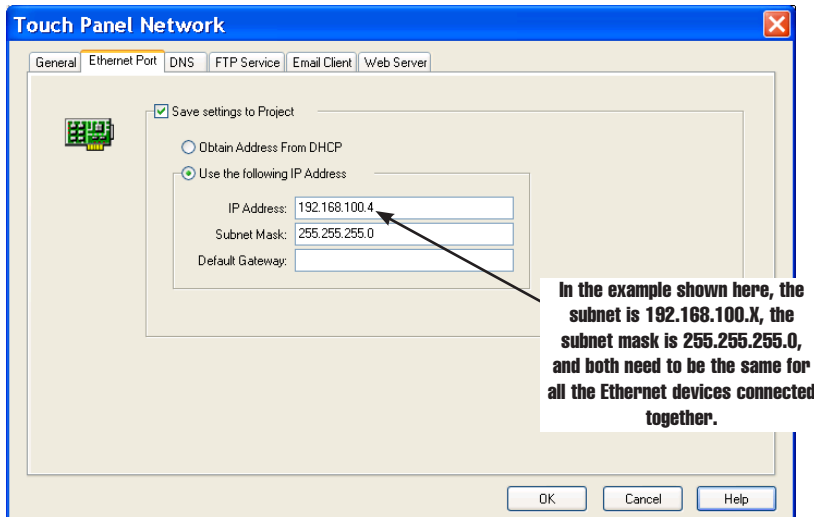 Touch Panel Network
General Ethernet Port DNS FTP Service Email Client Web Server
Save settings to Project
Obtain Address From DHCP
Use the following IP Address
IP Address: 192.168.100.4
Subnet Mask: 255.255.255.0
Default Gateway:
In the example shown here, the
subnet is 192.168.100.X, the
subnet mask is 255.255.255.0,
and both need to be the same for
all the Ethernet devices connected
together.
OK Cancel Help